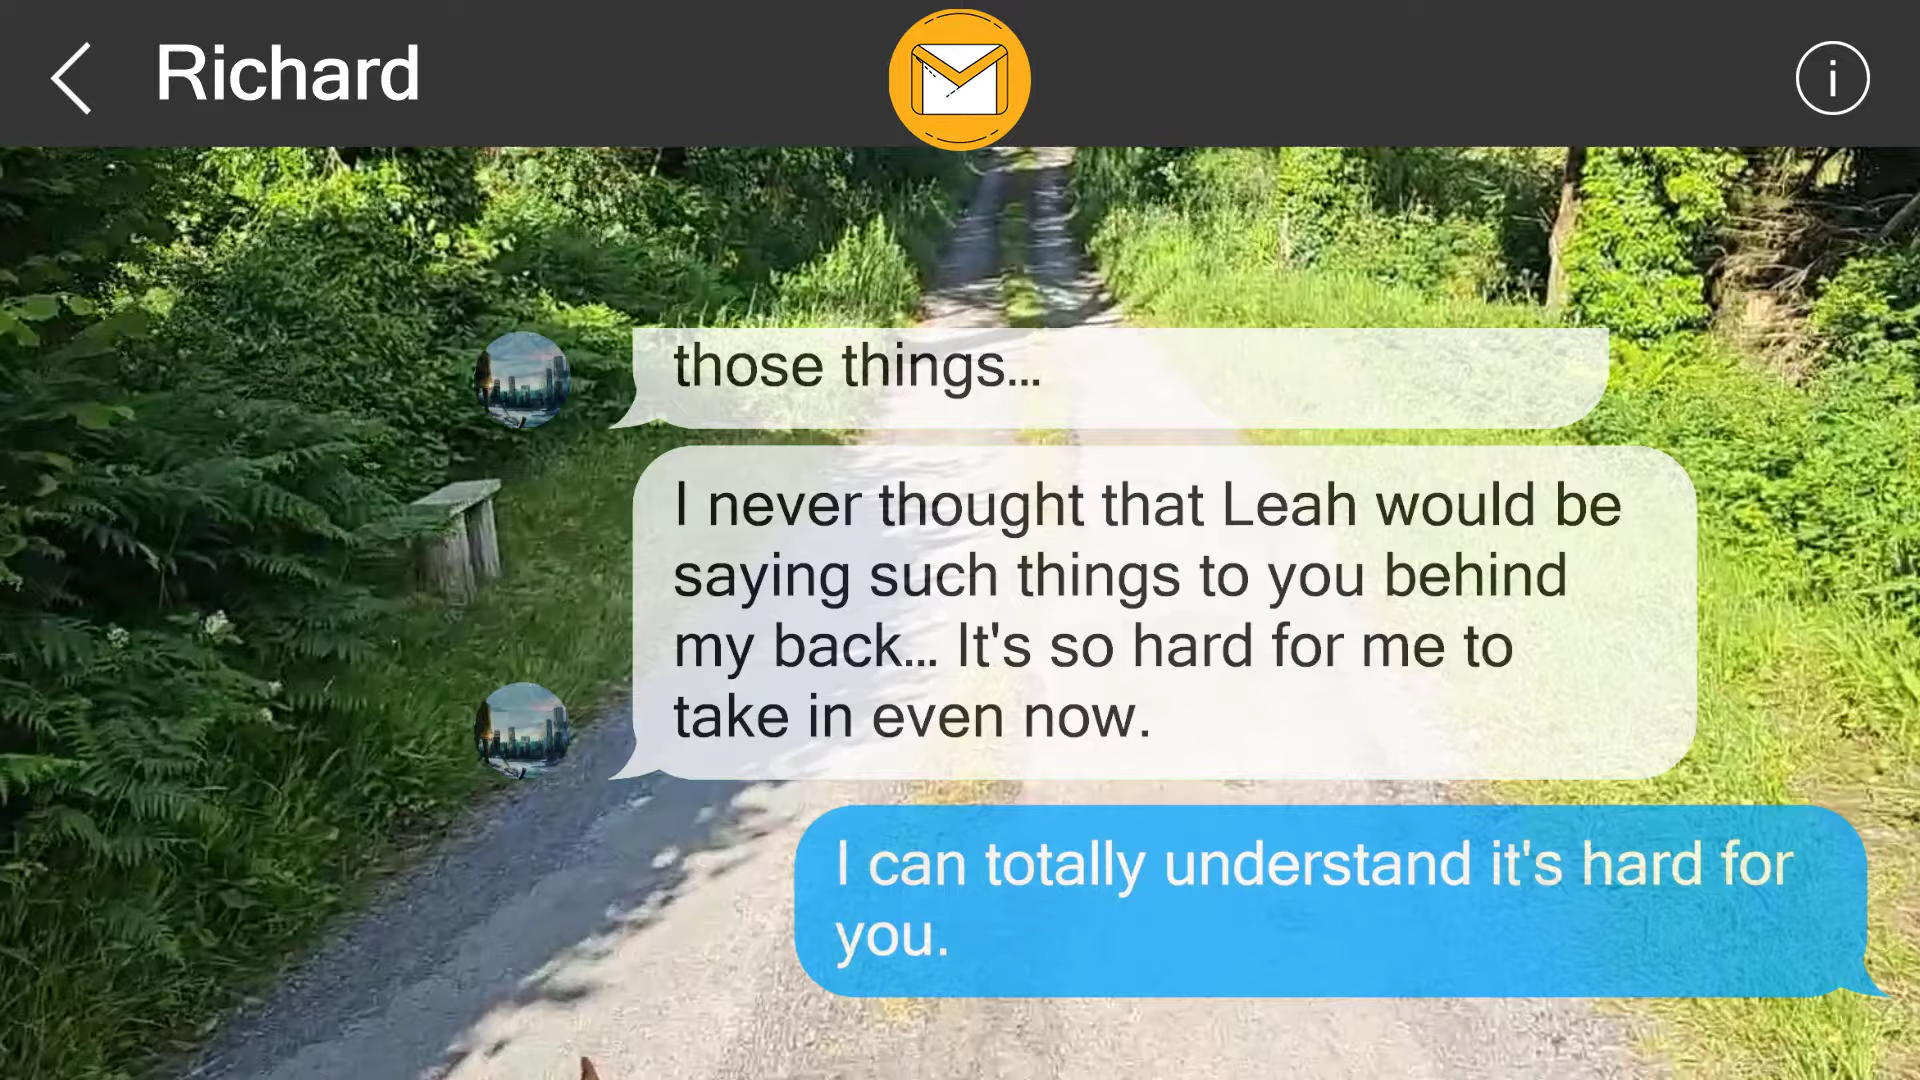 Richard
i
those things...
I never thought that Leah would be
saying such things to you behind
my back... It's so hard for me to
take in even now.
I can totally understand it's hard for
you.